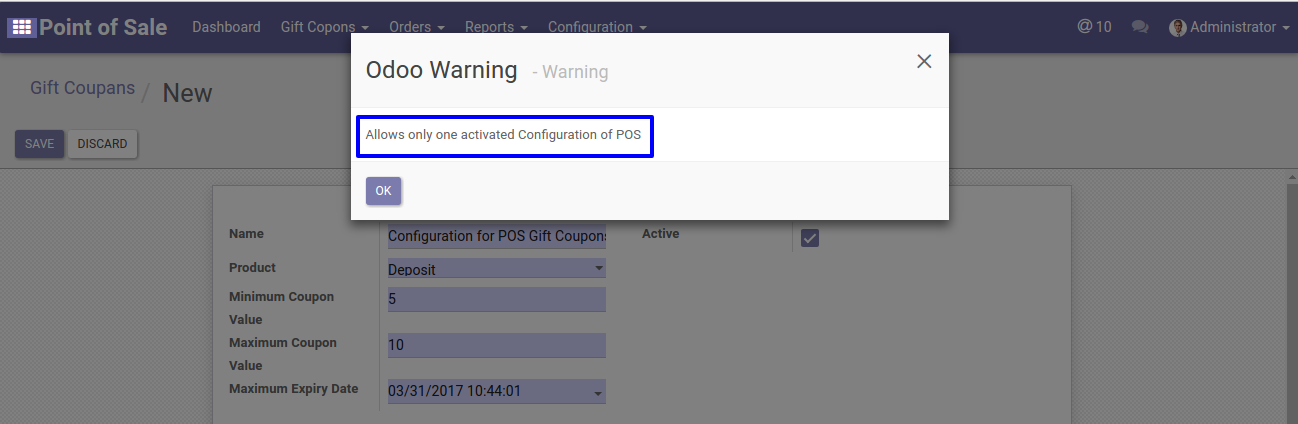 Point of Sale Dashboard Gift Copons Orders Reports Configuration @ 10 Administrator
Odoo Warning - Warning
Gift Coupans / New
Allows only one activated Configuration of POS
SAVE DISCARD
OK
Name Configuration for POS Gift Coupons Active
Product Deposit
Minimum Coupon Value 5
Maximum Coupon Value 10
Maximum Expiry Date 03/31/2017 10:44:01